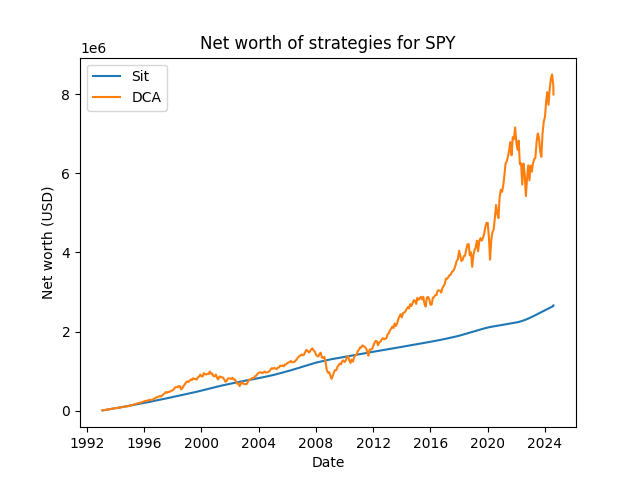 Net worth of strategies for SPY
1e6
Sit
DCA
8
6
4
2
0
Net worth (USD)
1992 1996 2000 2004 2008 2012 2016 2020 2024
Date